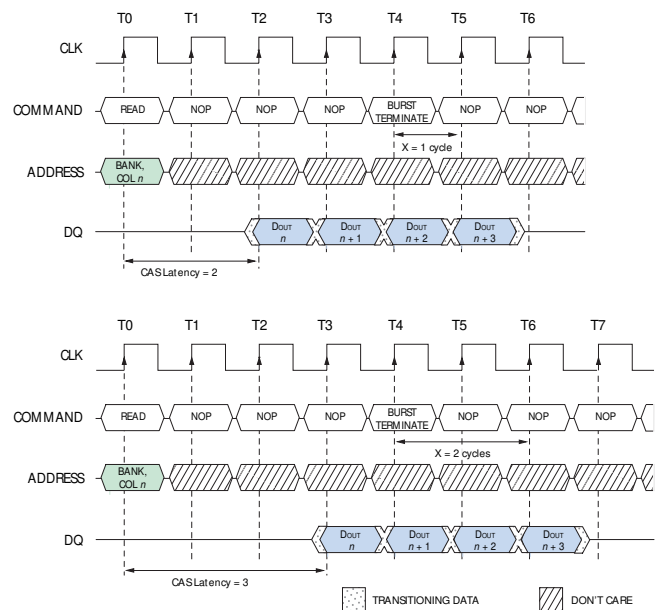 T0 T1 T2 T3 T4 T5 T6
CLK
COMMAND READ NOP NOP NOP BURST TERMINATE NOP NOP
X = 1 cycle
ADDRESS BANK, COL n
DQ DOUT n DOUT n + 1 DOUT n + 2 DOUT n + 3
CAS Latency = 2
T0 T1 T2 T3 T4 T5 T6 T7
CLK
COMMAND READ NOP NOP NOP BURST TERMINATE NOP NOP NOP
X = 2 cycles
ADDRESS BANK, COL n
DQ DOUT n DOUT n + 1 DOUT n + 2 DOUT n + 3
CAS Latency = 3
TRANSITIONING DATA DON'T CARE